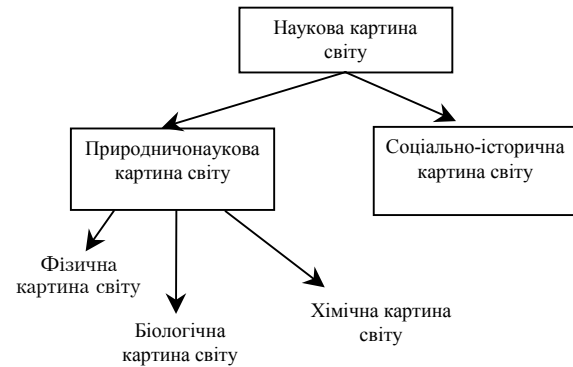 Наукова картина
світу
Природничонаукова
картина світу
Соціально-історична
картина світу
Фізична
картина світу
Біологічна
картина світу
Хімічна картина
світу